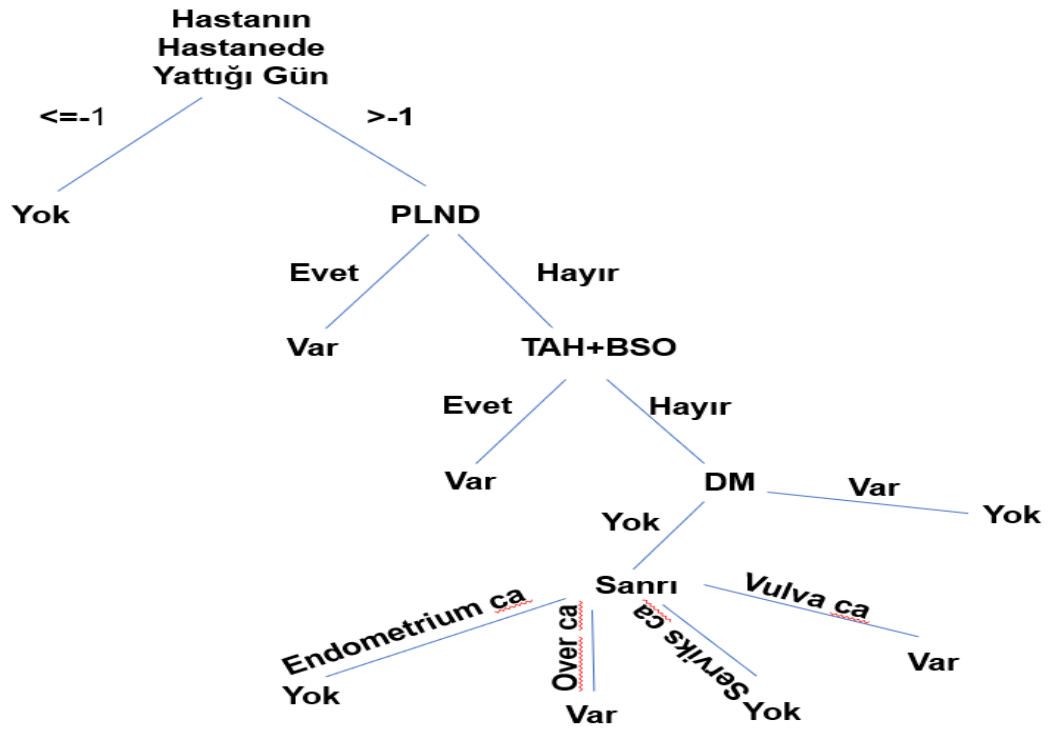 Hastanın
Hastanede
Yattığı Gün
<=-1
>-1
Yok
PLND
Evet
Hayır
Var
TAH+BSO
Evet
Hayır
Var
DM
Var
Yok
Yok
Sanrı
Endometrium ca
Over ca
Serviks ca
Vulva ca
Yok
Var
Yok
Var